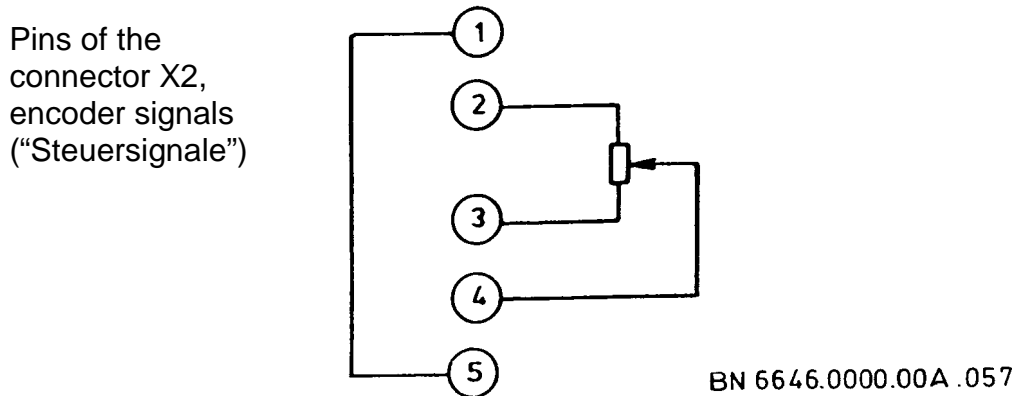 Pins of the
connector X2,
encoder signals
(“Steuersignale”)
1
2
3
4
5
BN 6646.0000.00A .057